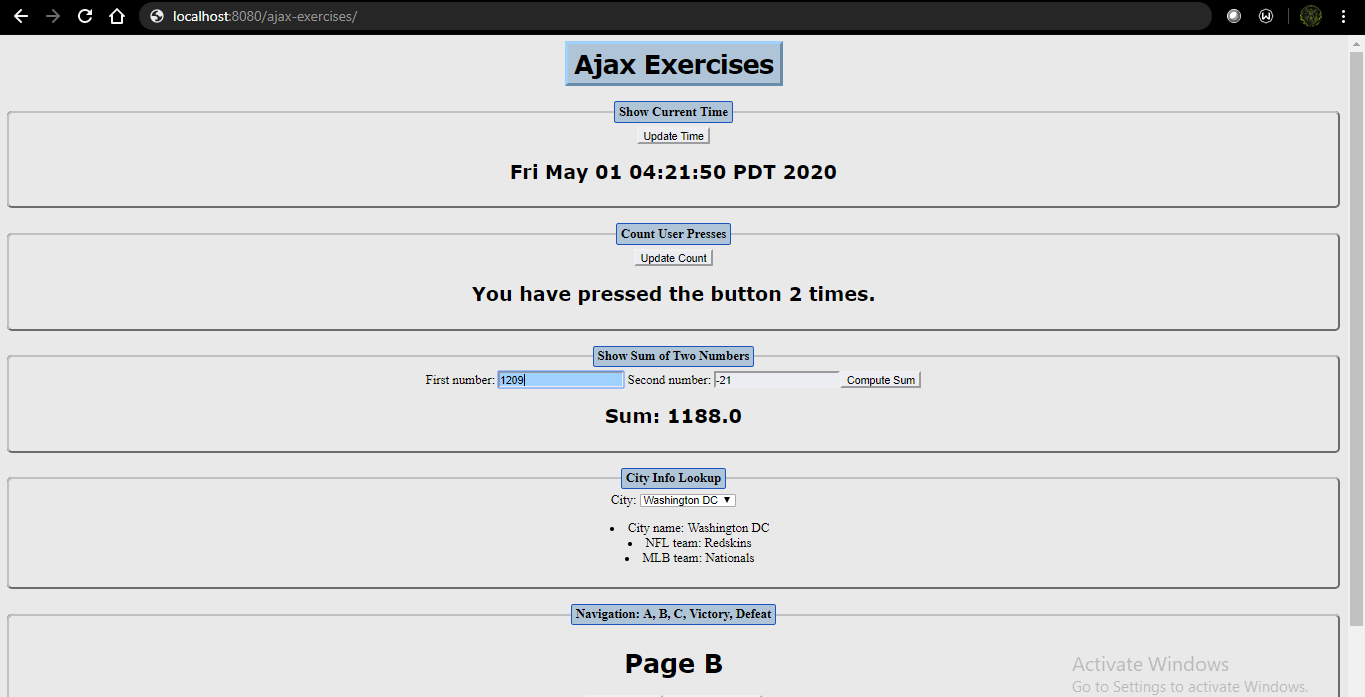 localhost:8080/ajax-exercises/
Ajax Exercises
Show Current Time
Update Time
Fri May 01 04:21:50 PDT 2020
Count User Presses
Update Count
You have pressed the button 2 times.
Show Sum of Two Numbers
First number: 1209 Second number: -21 Compute Sum
Sum: 1188.0
City Info Lookup
City: Washington DC
City name: Washington DC
NFL team: Redskins
MLB team: Nationals
Navigation: A, B, C, Victory, Defeat
Page B
Activate Windows
Go to Settings to activate Windows.